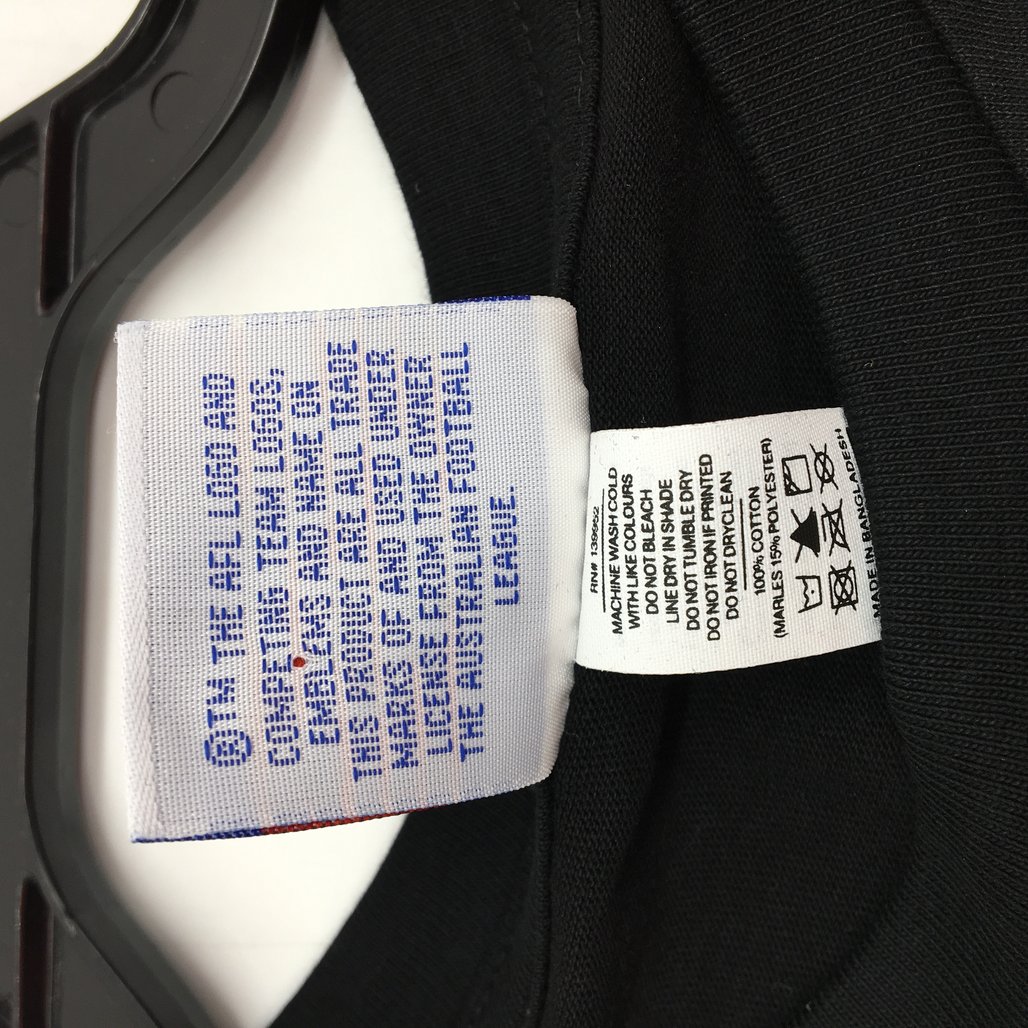 ®TM THE AFL LOGO AND
COMPETING TEAM LOGOS,
EMBLEMS AND NAME ON
THIS PRODUCT ARE ALL TRADE
MARKS OF AND USED UNDER
LICENSE FROM THE OWNER
THE AUSTRALIAN FOOTBALL
LEAGUE.
RN# 139952
MACHINE WASH COLD
WITH LIKE COLOURS
DO NOT BLEACH
LINE DRY IN SHADE
DO NOT TUMBLE DRY
DO NOT IRON IF PRINTED
DO NOT DRYCLEAN
100% COTTON
(MARLES 15% POLYESTER)
MADE IN BANGLADESH